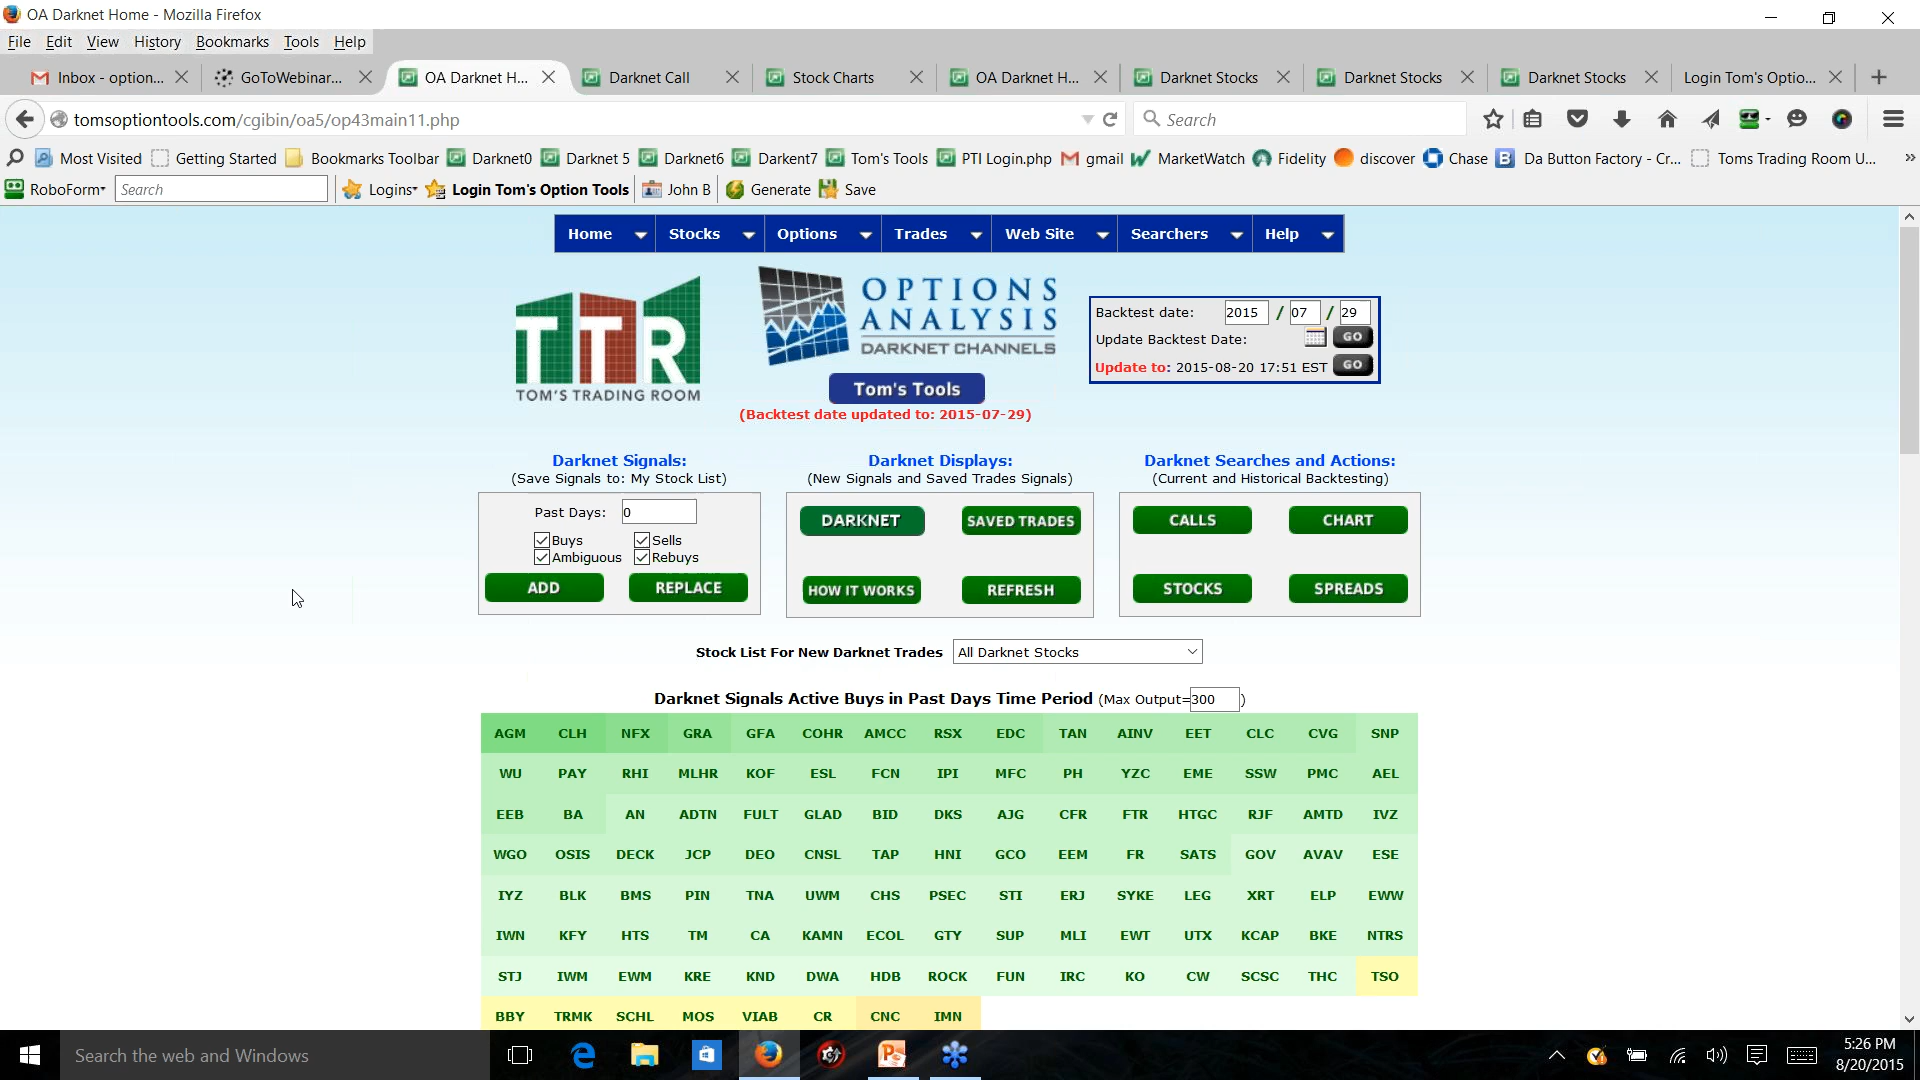 OA Darknet Home - Mozilla Firefox
File Edit View History Bookmarks Tools Help
Inbox - option... GoToWebinar... OA Darknet H... Darknet Call Stock Charts OA Darknet H... Darknet Stocks Darknet Stocks Darknet Stocks Login Tom's Optio...
tomsoptiontools.com/cgibin/oa5/op43main11.php Search
Most Visited Getting Started Bookmarks Toolbar Darknet0 Darknet 5 Darknet6 Darkent7 Tom's Tools PTI Login.php gmail MarketWatch Fidelity discover Chase Da Button Factory - Cr... Toms Trading Room U...
RoboForm Search Logins Login Tom's Option Tools John B Generate Save
Home Stocks Options Trades Web Site Searchers Help
TTR
TOM'S TRADING ROOM
OPTIONS
ANALYSIS
DARKNET CHANNELS
Tom's Tools
(Backtest date updated to: 2015-07-29)
Backtest date: 2015 / 07 / 29
Update Backtest Date: GO
Update to: 2015-08-20 17:51 EST GO
Darknet Signals:
(Save Signals to: My Stock List)
Past Days: 0
Buys Sells
Ambiguous Rebuys
ADD REPLACE
Darknet Displays:
(New Signals and Saved Trades Signals)
DARKNET SAVED TRADES
HOW IT WORKS REFRESH
Darknet Searches and Actions:
(Current and Historical Backtesting)
CALLS CHART
STOCKS SPREADS
Stock List For New Darknet Trades All Darknet Stocks
Darknet Signals Active Buys in Past Days Time Period (Max Output=300)
AGM CLH NFX GRA GFA COHR AMCC RSX EDC TAN AINV EET CLC CVG SNP
WU PAY RHI MLHR KOF ESL FCN IPI MFC PH YZC EME SSW PMC AEL
EEB BA AN ADTN FULT GLAD BID DKS AJG CFR FTR HTGC RJF AMTD IVZ
WGO OSIS DECK JCP DEO CNSL TAP HNI GCO EEM FR SATS GOV AVAV ESE
IYZ BLK BMS PIN TNA UWM CHS PSEC STI ERJ SYKE LEG XRT ELP EWW
IWN KFY HTS TM CA KAMN ECOL GTY SUP MLI EWT UTX KCAP BKE NTRS
STJ IWM EWM KRE KND DWA HDB ROCK FUN IRC KO CW SCSC THC TSO
BBY TRMK SCHL MOS VIAB CR CNC IMN
Search the web and Windows
5:26 PM
8/20/2015